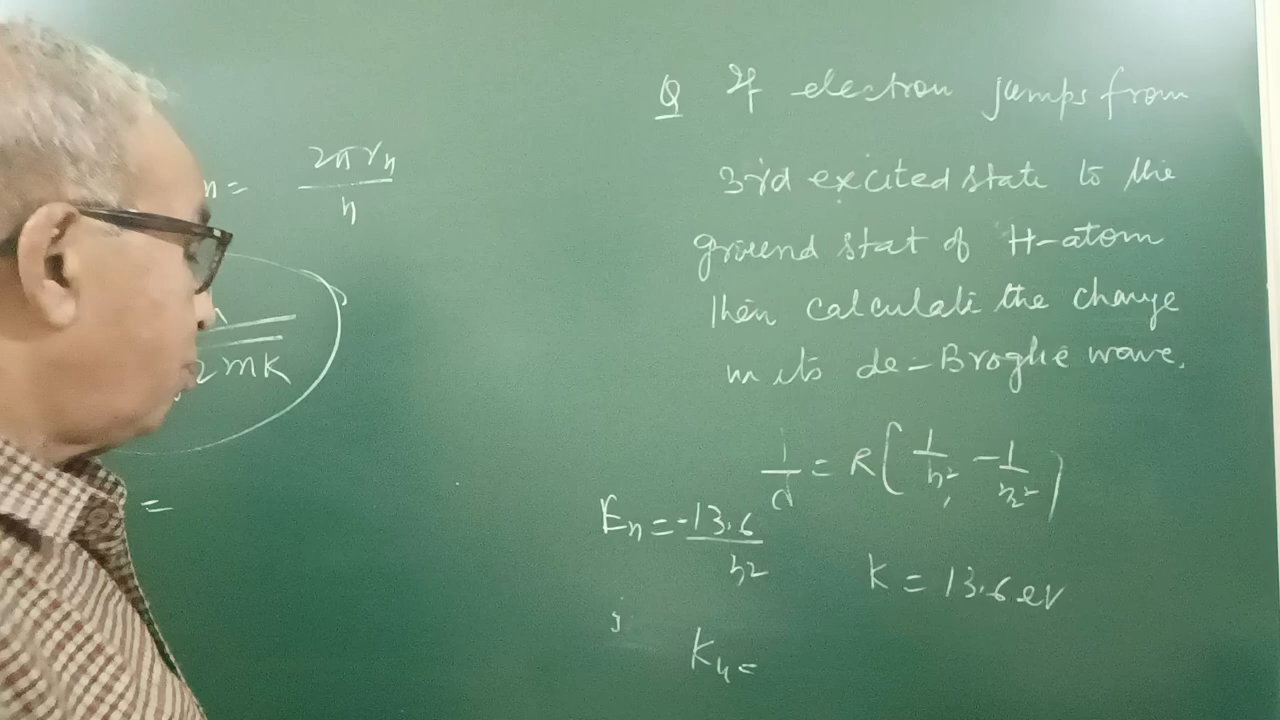 n = 2πrₙ / n
2mK
=
Q If electron jumps from
3rd excited state to the
ground stat of H-atom
then calculate the change
in its de-Broglie wave.
1/λ = R(1/n₁² - 1/n₂²)
Eₙ = -13.6 / n²
K = 13.6 eV
K₄ =